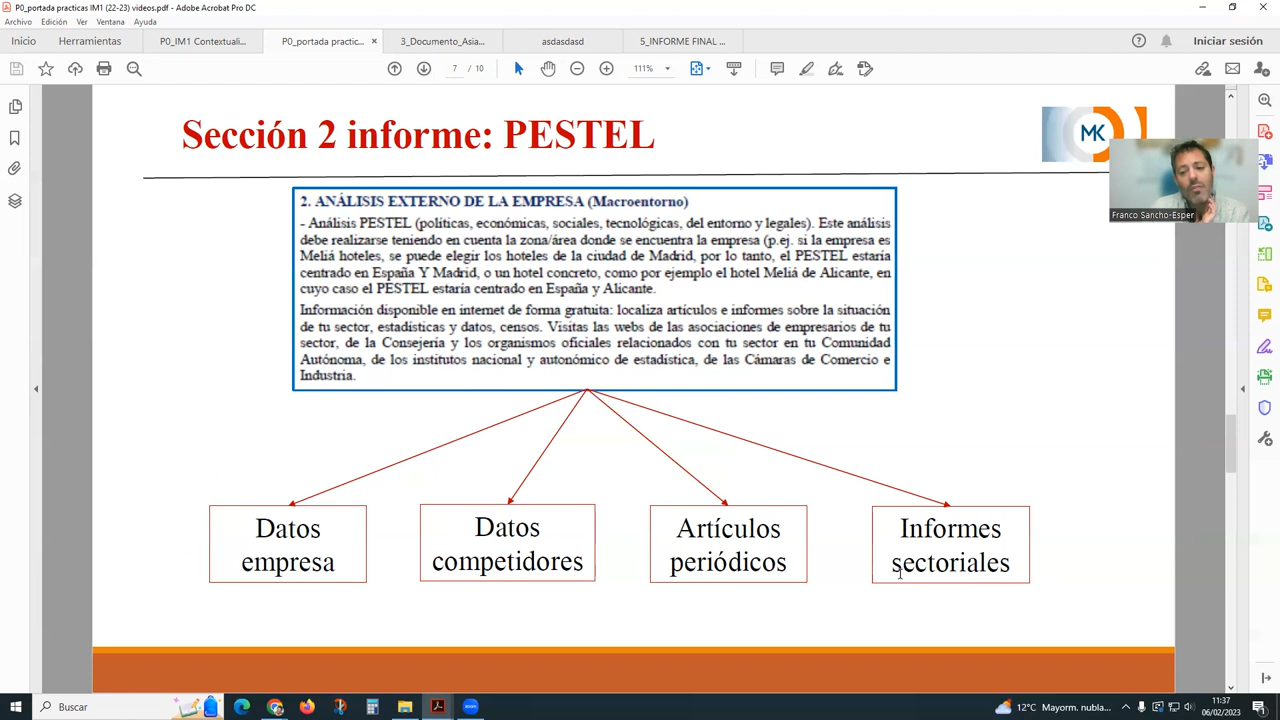 P0_portada practicas IM1 (22-23) videos.pdf - Adobe Acrobat Pro DC
Archivo Edición Ver Ventana Ayuda
Inicio Herramientas P0_IM1 Contextuali... P0_portada practic... × 3_Documento_Asia... asdasdasd 5_INFORME FINAL ... Iniciar sesión
7 / 10 111%
Sección 2 informe: PESTEL
MK
Franco Sancho-Esper
2. ANÁLISIS EXTERNO DE LA EMPRESA (Macroentorno)
- Análisis PESTEL (políticas, económicas, sociales, tecnológicas, del entorno y legales). Este análisis
debe realizarse teniendo en cuenta la zona/área donde se encuentra la empresa (p.ej. si la empresa es
Meliá hoteles, se puede elegir los hoteles de la ciudad de Madrid, por lo tanto, el PESTEL estaría
centrado en España Y Madrid, o un hotel concreto, como por ejemplo el hotel Meliá de Alicante, en
cuyo caso el PESTEL estaría centrado en España y Alicante.
Información disponible en internet de forma gratuita: localiza artículos e informes sobre la situación
de tu sector, estadísticas y datos, censos. Visitas las webs de las asociaciones de empresarios de tu
sector, de la Consejería y los organismos oficiales relacionados con tu sector en tu Comunidad
Autónoma, de los institutos nacional y autonómico de estadística, de las Cámaras de Comercio e
Industria.
Datos
empresa
Datos
competidores
Artículos
periódicos
Informes
sectoriales
Buscar
12°C Mayorm. nubla...
11:37
06/02/2023